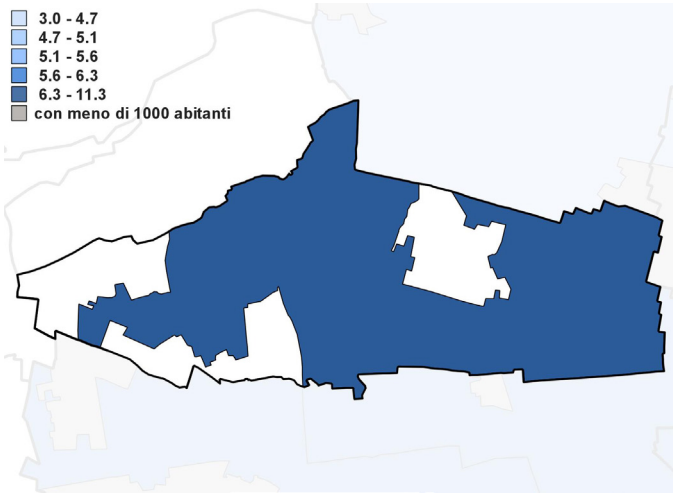 3.0 - 4.7
4.7 - 5.1
5.1 - 5.6
5.6 - 6.3
6.3 - 11.3
con meno di 1000 abitanti